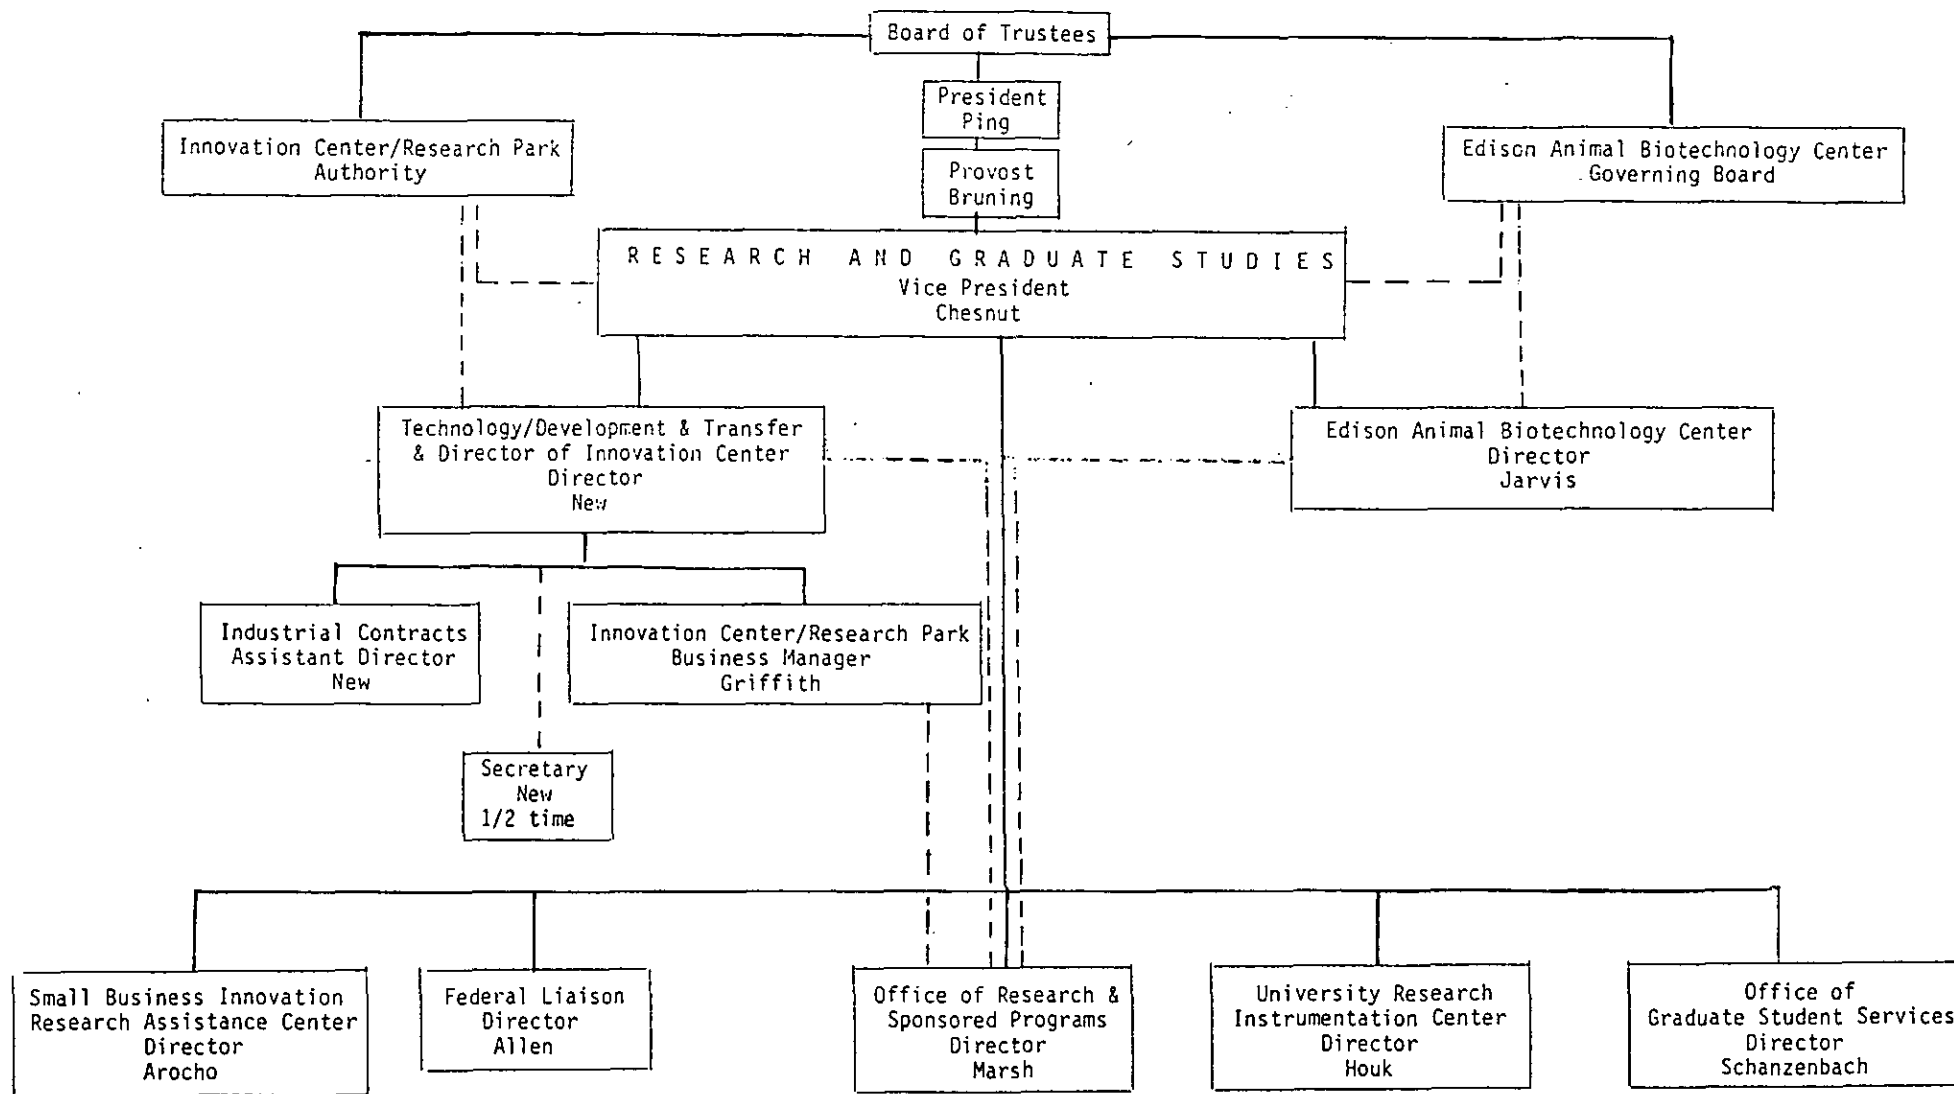 Board of Trustees
President
Ping
Innovation Center/Research Park
Authority
Edison Animal Biotechnology Center
Governing Board
Provost
Bruning
RESEARCH AND GRADUATE STUDIES
Vice President
Chesnut
Technology/Development & Transfer
& Director of Innovation Center
Director
New
Edison Animal Biotechnology Center
Director
Jarvis
Industrial Contracts
Assistant Director
New
Innovation Center/Research Park
Business Manager
Griffith
Secretary
New
1/2 time
Small Business Innovation
Research Assistance Center
Director
Arocho
Federal Liaison
Director
Allen
Office of Research &
Sponsored Programs
Director
Marsh
University Research
Instrumentation Center
Director
Houk
Office of
Graduate Student Services
Director
Schanzenbach